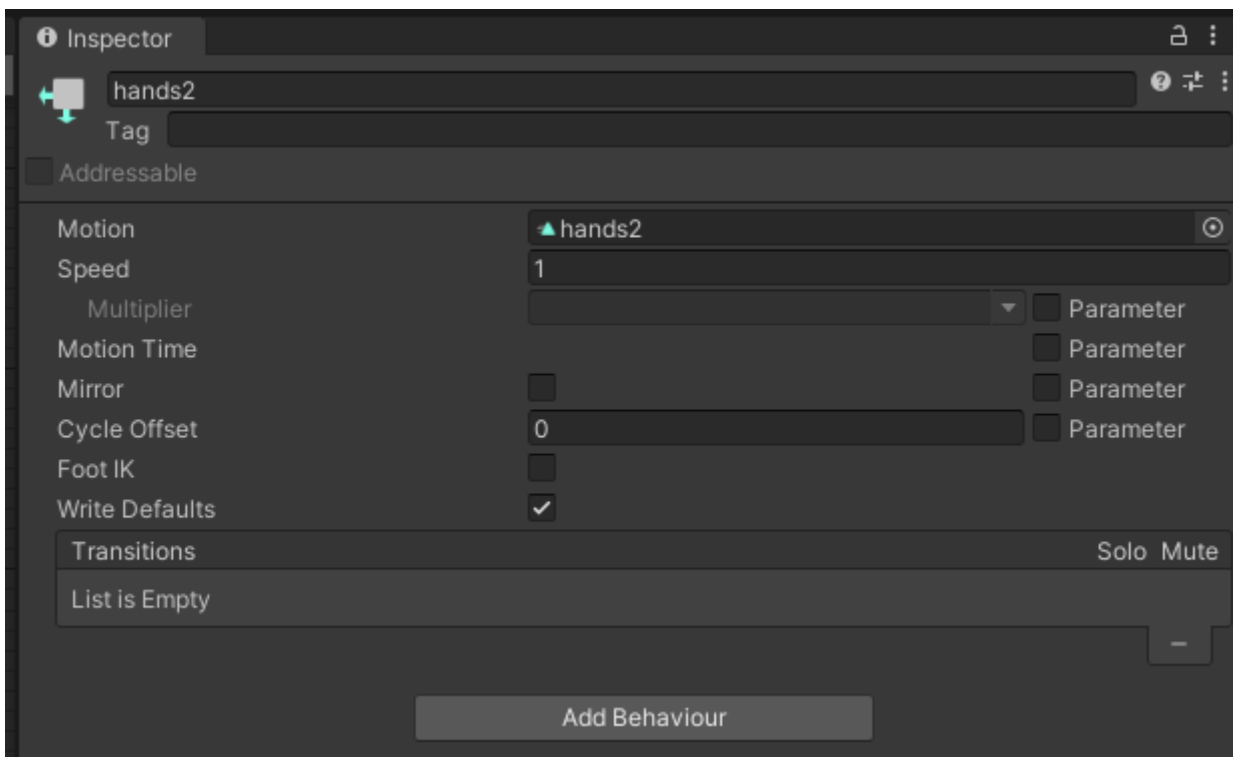 Inspector
hands2
Tag
Addressable
Motion hands2
Speed 1
Multiplier Parameter
Motion Time Parameter
Mirror Parameter
Cycle Offset 0 Parameter
Foot IK
Write Defaults
Transitions Solo Mute
List is Empty
Add Behaviour